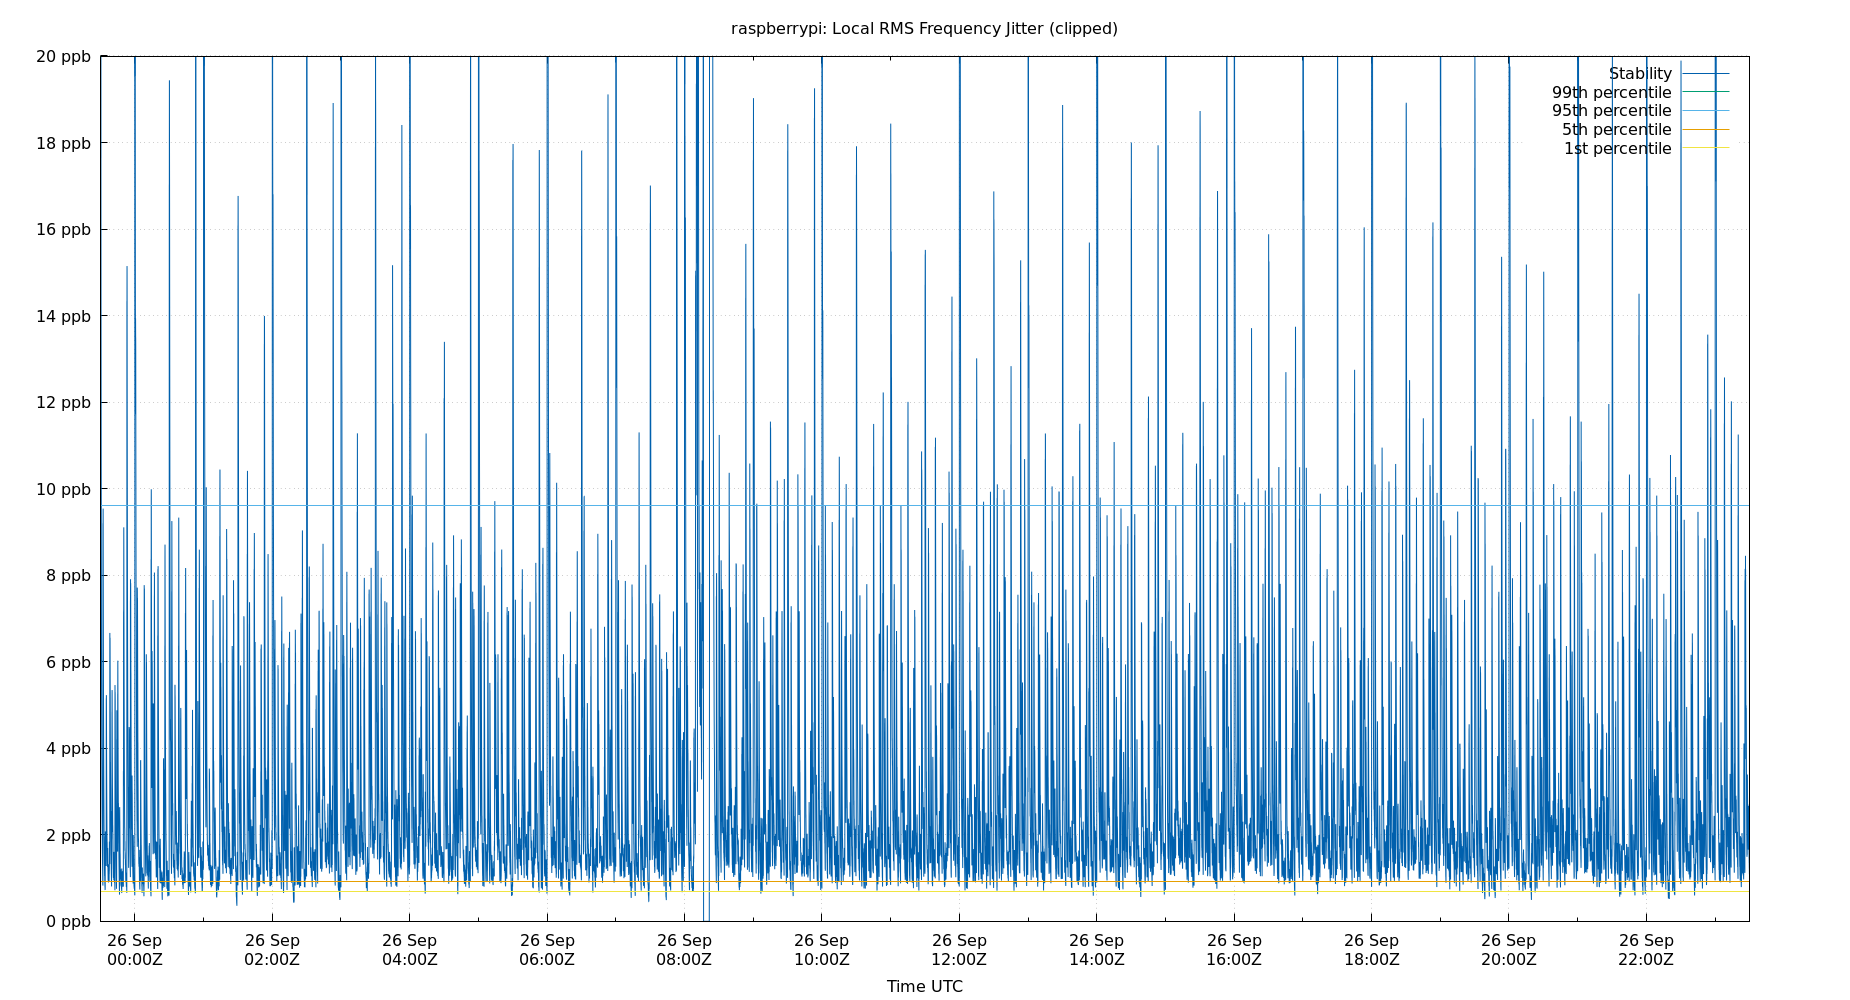 raspberrypi: Local RMS Frequency Jitter (clipped)
20 ppb
18 ppb
16 ppb
14 ppb
12 ppb
10 ppb
8 ppb
6 ppb
4 ppb
2 ppb
0 ppb
Stability
99th percentile
95th percentile
5th percentile
1st percentile
26 Sep 26 Sep 26 Sep 26 Sep 26 Sep 26 Sep 26 Sep 26 Sep 26 Sep 26 Sep 26 Sep 26 Sep
00:00Z 02:00Z 04:00Z 06:00Z 08:00Z 10:00Z 12:00Z 14:00Z 16:00Z 18:00Z 20:00Z 22:00Z
Time UTC